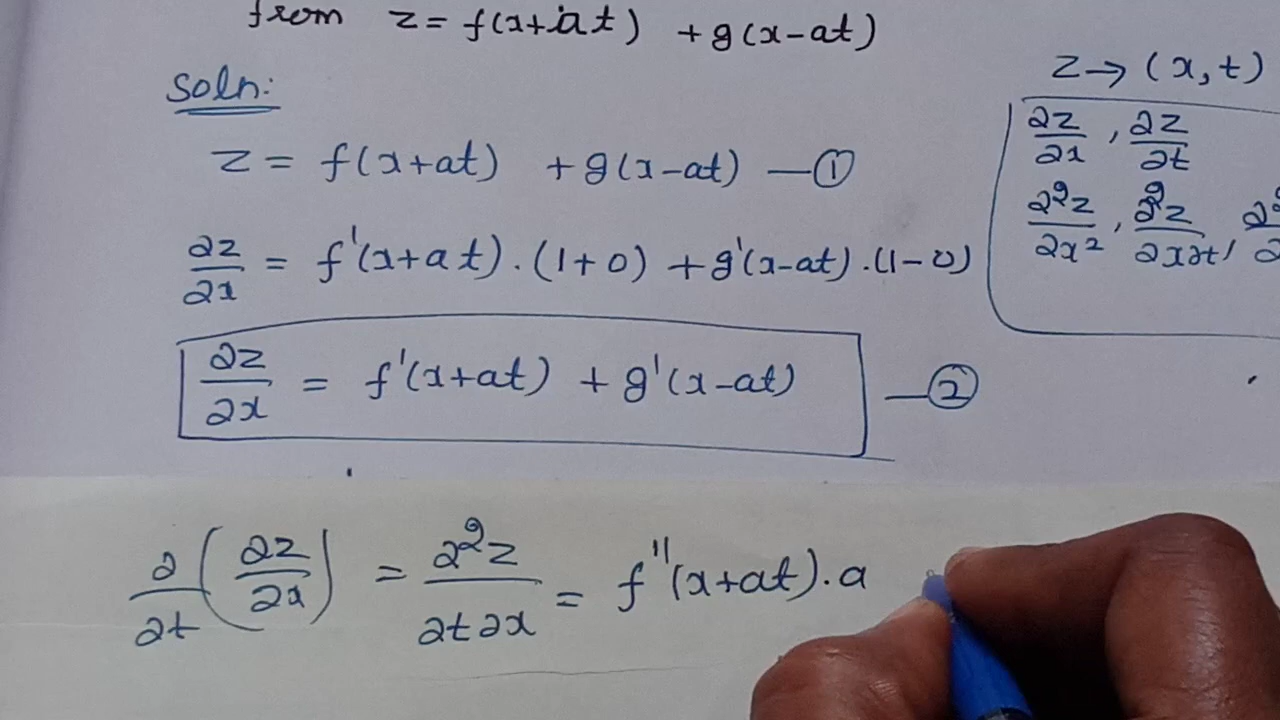 from z = f(x+at) + g(x-at)
Soln:
z = f(x+at) + g(x-at) — ①
∂z/∂x = f'(x+at).(1+0) + g'(x-at).(1-0)
∂z/∂x = f'(x+at) + g'(x-at) — ②
∂/∂t (∂z/∂x) = ∂²z/∂t∂x = f''(x+at).a
z → (x,t)
∂z/∂x , ∂z/∂t
∂²z/∂x² , ∂²z/∂x∂t ,